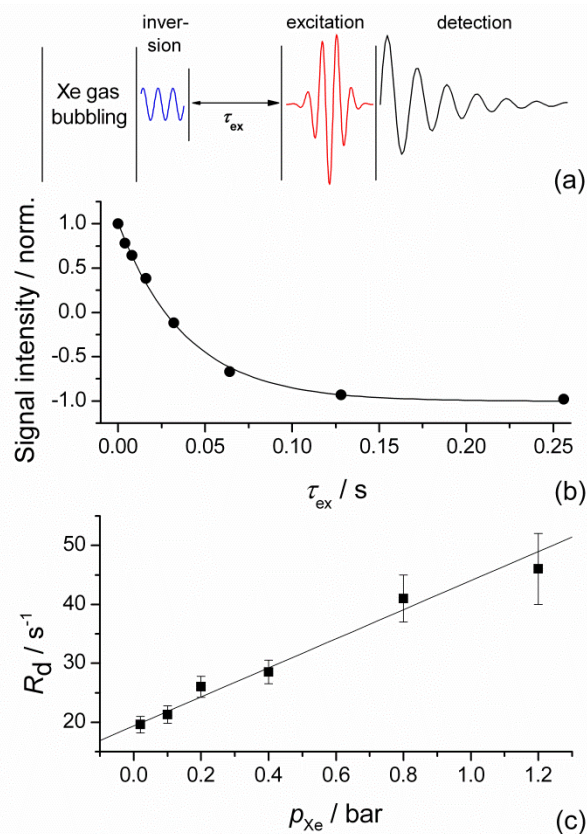 inver-
sion
excitation
detection
Xe gas
bubbling
τex
(a)
1.0
0.5
0.0
-0.5
-1.0
Signal intensity / norm.
0.00 0.05 0.10 0.15 0.20 0.25
τex / s
(b)
50
40
30
20
Rd / s-1
0.0 0.2 0.4 0.6 0.8 1.0 1.2
pXe / bar
(c)